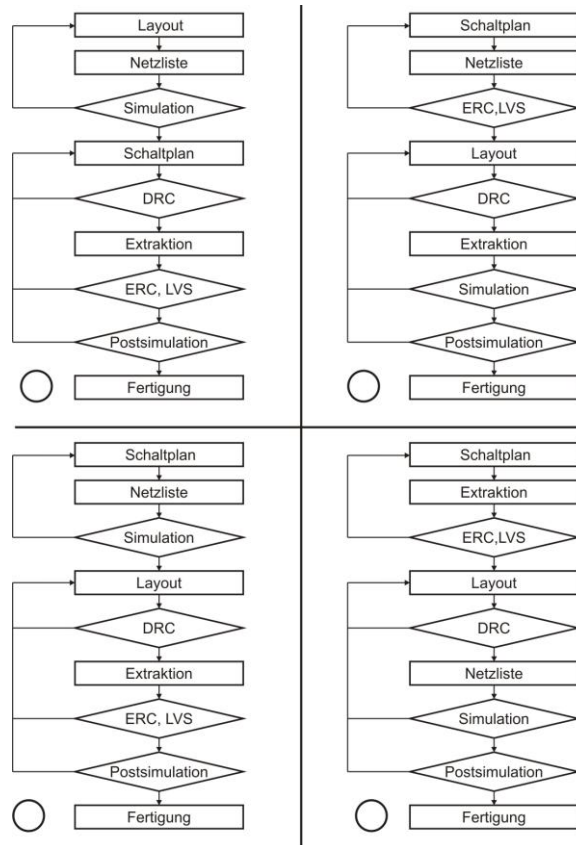 Layout
Netzliste
Simulation
Schaltplan
DRC
Extraktion
ERC, LVS
Postsimulation
Fertigung
Schaltplan
Netzliste
ERC,LVS
Layout
DRC
Extraktion
Simulation
Postsimulation
Fertigung
Schaltplan
Netzliste
Simulation
Layout
DRC
Extraktion
ERC, LVS
Postsimulation
Fertigung
Schaltplan
Extraktion
ERC,LVS
Layout
DRC
Netzliste
Simulation
Postsimulation
Fertigung